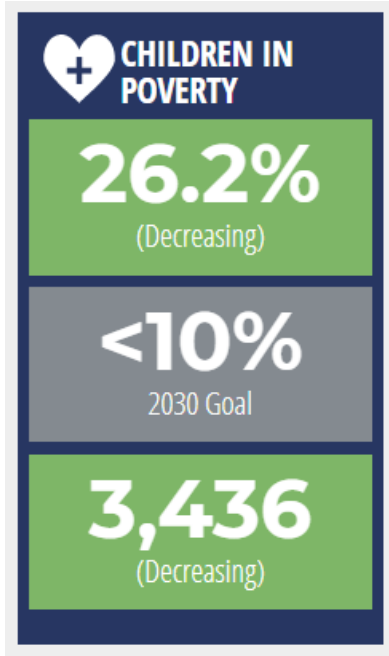 CHILDREN IN
POVERTY
26.2%
(Decreasing)
<10%
2030 Goal
3,436
(Decreasing)